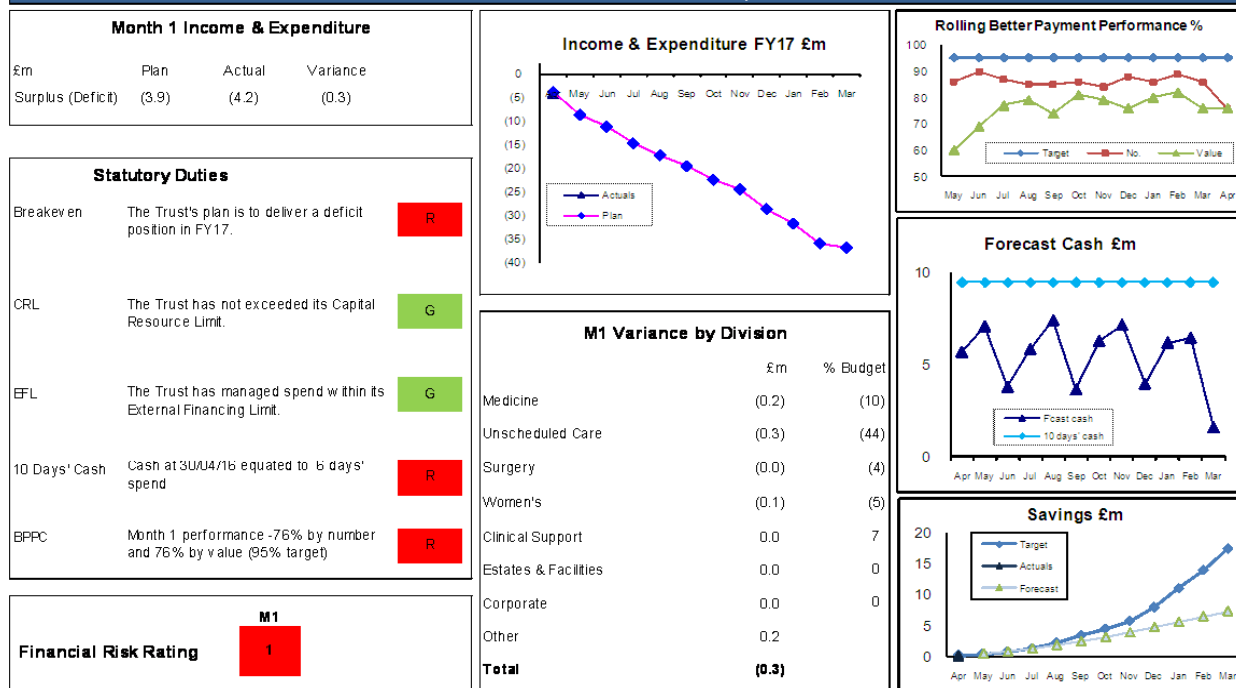 Month 1 Income & Expenditure
£m Plan Actual Variance
Surplus (Deficit) (3.9) (4.2) (0.3)
Statutory Duties
Breakeven The Trust's plan is to deliver a deficit
position in FY17.
R
CRL The Trust has not exceeded its Capital
Resource Limit.
G
EFL The Trust has managed spend within its
External Financing Limit.
G
10 Days' Cash Cash at 30/04/16 equated to 6 days'
spend
R
BPPC Month 1 performance -76% by number
and 76% by value (95% target)
R
M1
Financial Risk Rating 1
Income & Expenditure FY17 £m
0
May Jun Jul Aug Sep Oct Nov Dec Jan Feb Mar
(5)
(10)
(15)
(20)
(25)
(30)
(35)
(40)
Actuals
Plan
M1 Variance by Division
£m % Budget
Medicine (0.2) (10)
Unscheduled Care (0.3) (44)
Surgery (0.0) (4)
Women's (0.1) (5)
Clinical Support 0.0 7
Estates & Facilities 0.0 0
Corporate 0.0 0
Other 0.2
Total (0.3)
Rolling Better Payment Performance %
100
90
80
70
60
50
Target No. Value
May Jun Jul Aug Sep Oct Nov Dec Jan Feb Mar Apr
Forecast Cash £m
10
5
0
Fcast cash
10 days' cash
Apr May Jun Jul Aug Sep Oct Nov Dec Jan Feb Mar
Savings £m
20
15
10
5
0
Target
Actuals
Forecast
Apr May Jun Jul Aug Sep Oct Nov Dec Jan Feb Mar